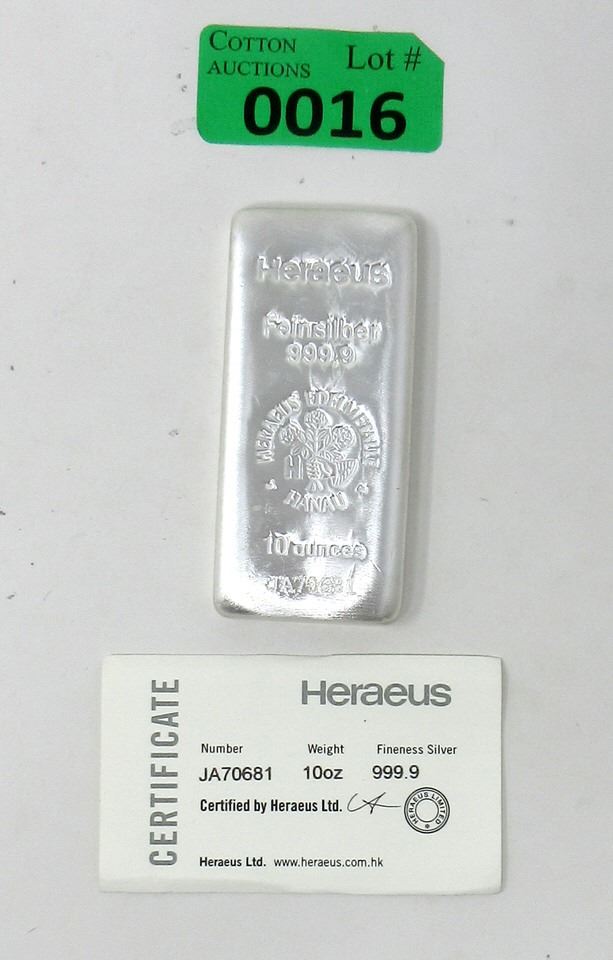 COTTON
AUCTIONS
Lot #
0016
Heraeus
Feinsilber
999.9
HERAEUS EDELMETALLE
H
HANAU
10 ounces
JA70681
CERTIFICATE
Heraeus
Number Weight Fineness Silver
JA70681 10oz 999.9
Certified by Heraeus Ltd.
HERAEUS LIMITED
Heraeus Ltd. www.heraeus.com.hk